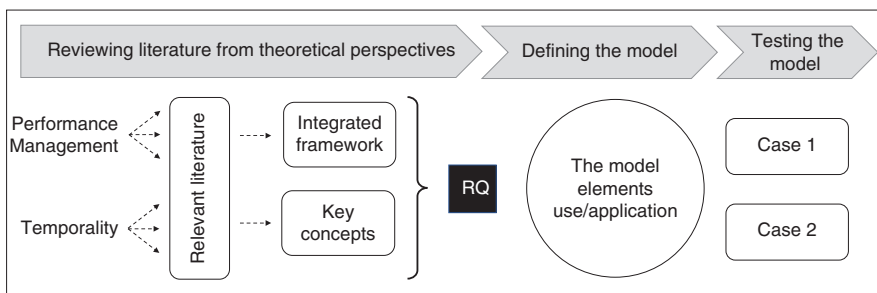 Reviewing literature from theoretical perspectives
Defining the model
Testing the
model
Performance
Management
Temporality
Relevant literature
Integrated
framework
Key
concepts
RQ
The model
elements
use/application
Case 1
Case 2